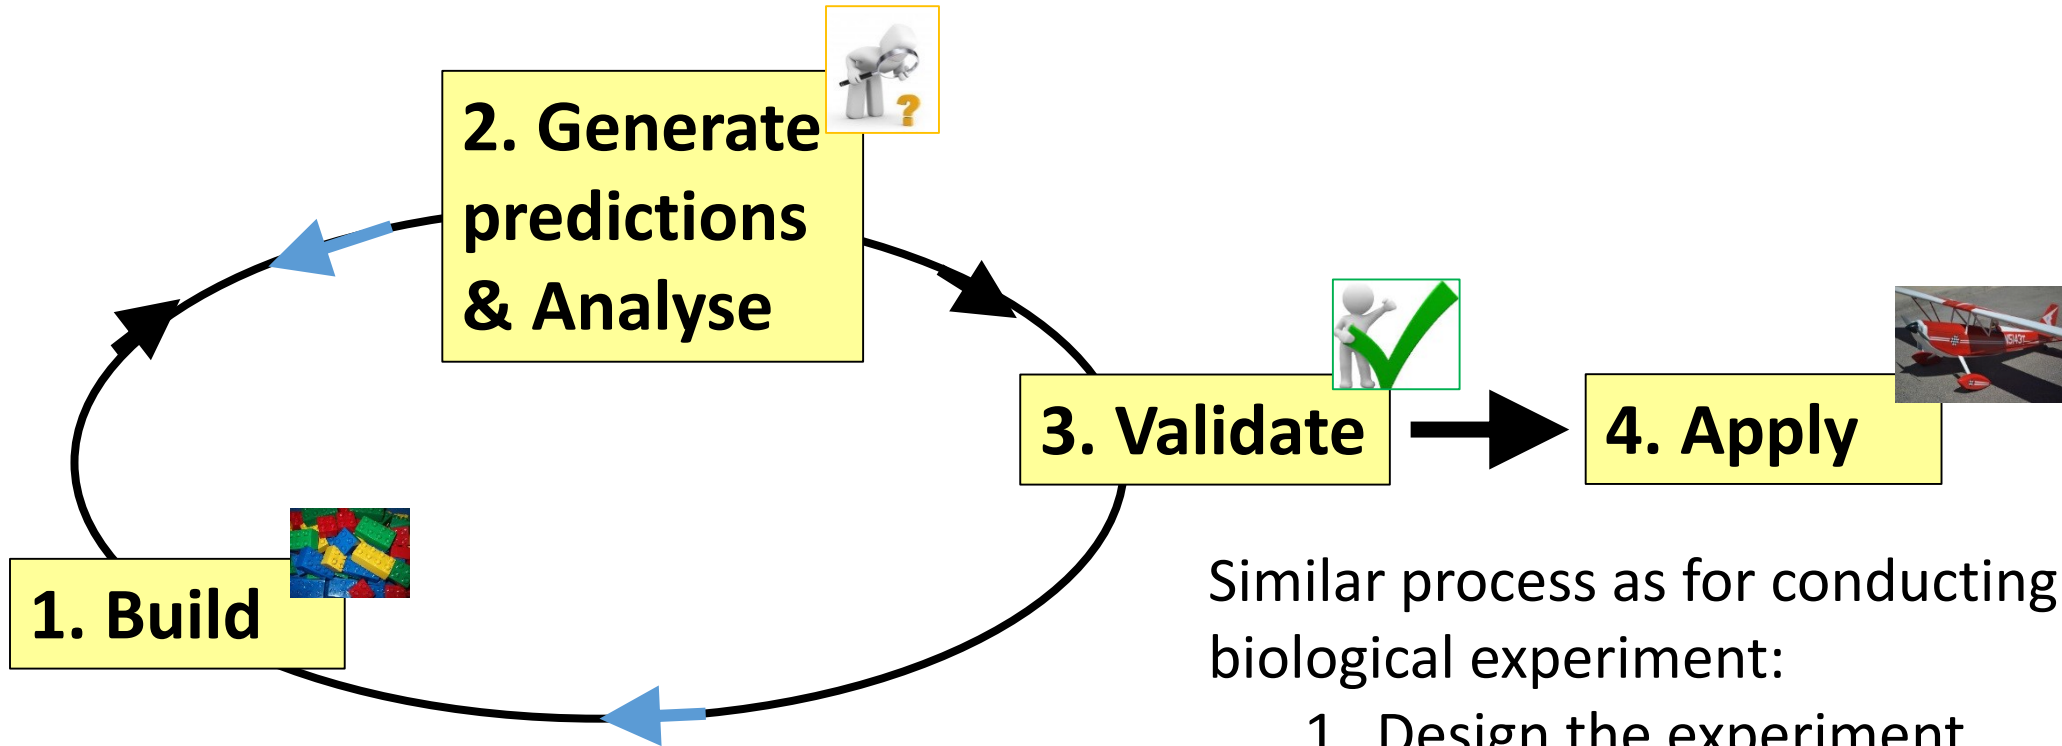 2. Generate
predictions
& Analyse
3. Validate
4. Apply
1. Build
Similar process as for conducting
biological experiment:
1. Design the experiment